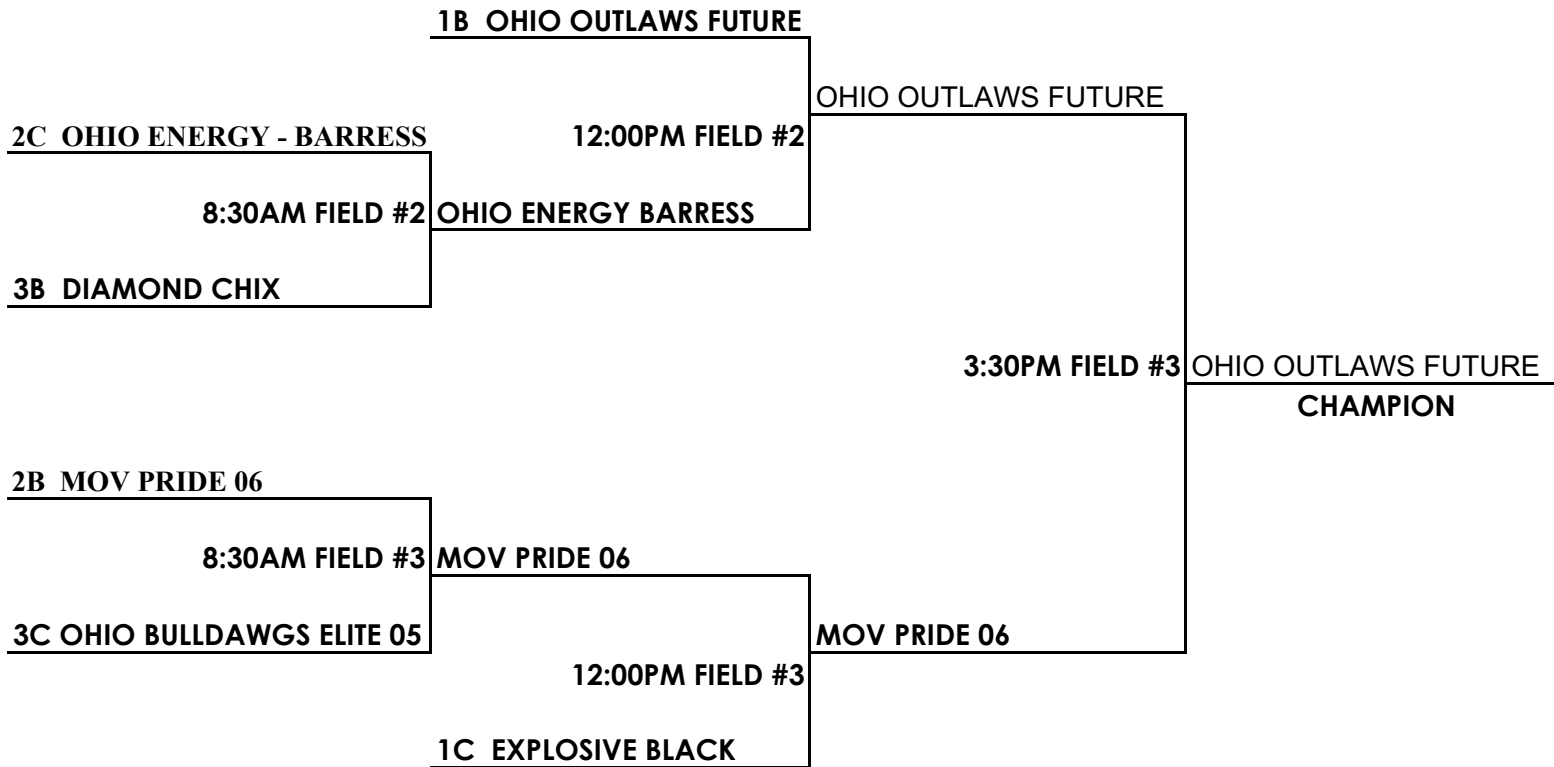 1B  OHIO OUTLAWS FUTURE
OHIO OUTLAWS FUTURE
2C  OHIO ENERGY - BARRESS
12:00PM FIELD #2
8:30AM FIELD #2
OHIO ENERGY BARRESS
3B  DIAMOND CHIX
3:30PM FIELD #3
OHIO OUTLAWS FUTURE
CHAMPION
2B  MOV PRIDE 06
8:30AM FIELD #3
MOV PRIDE 06
3C OHIO BULLDAWGS ELITE 05
MOV PRIDE 06
12:00PM FIELD #3
1C  EXPLOSIVE BLACK